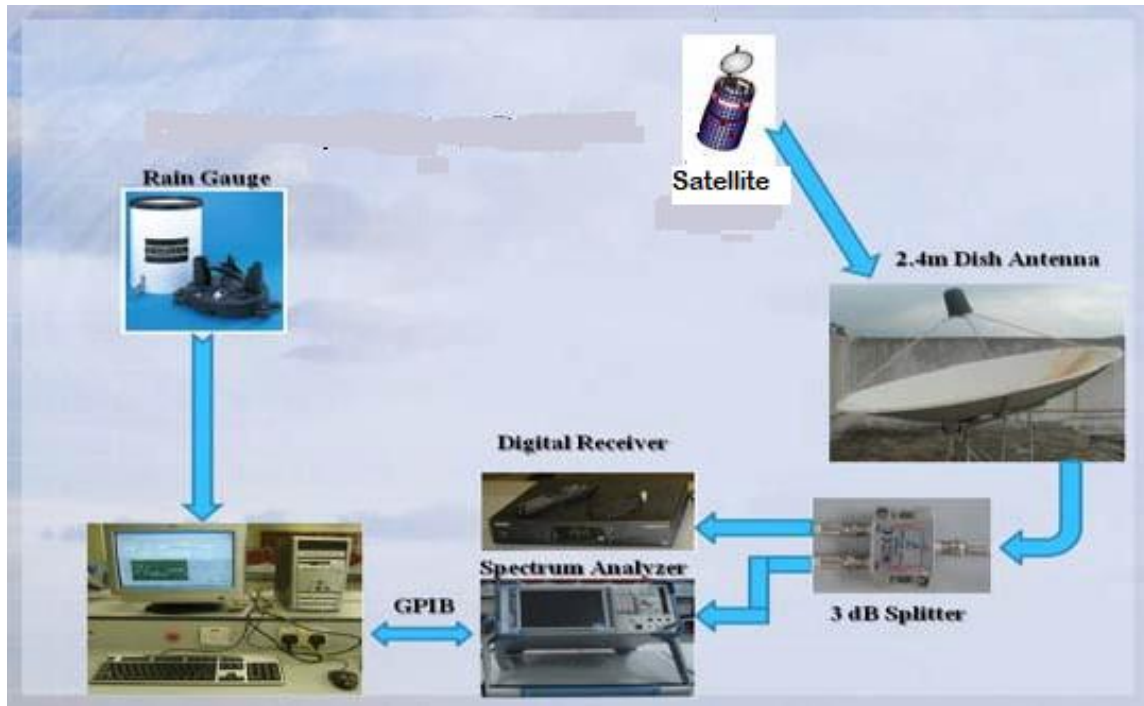 Satellite
Rain Gauge
2.4m Dish Antenna
Digital Receiver
Spectrum Analyzer
GPIB
3 dB Splitter